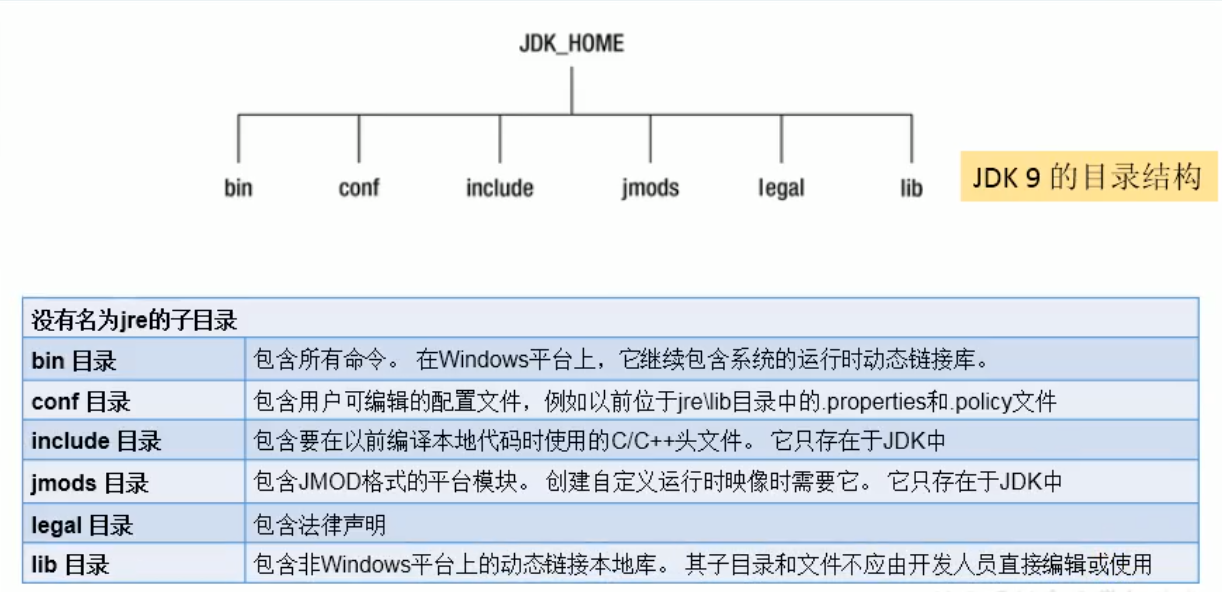 JDK_HOME
bin conf include jmods legal lib
JDK 9 的目录结构
没有名为jre的子目录
bin 目录 包含所有命令。 在Windows平台上，它继续包含系统的运行时动态链接库。
conf 目录 包含用户可编辑的配置文件，例如以前位于jre\lib目录中的.properties和.policy文件
include 目录 包含要在以前编译本地代码时使用的C/C++头文件。 它只存在于JDK中
jmods 目录 包含JMOD格式的平台模块。 创建自定义运行时映像时需要它。 它只存在于JDK中
legal 目录 包含法律声明
lib 目录 包含非Windows平台上的动态链接本地库。 其子目录和文件不应由开发人员直接编辑或使用